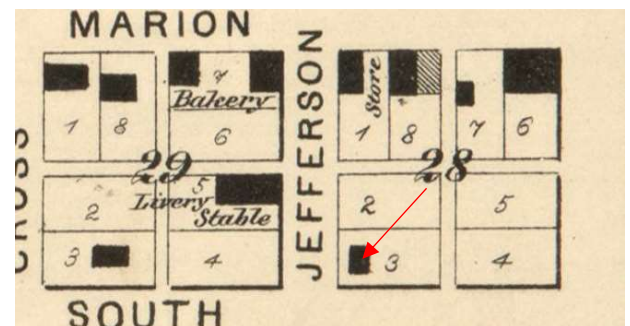 MARION
JEFFERSON
CROSS
7
Bakery
Store
1 8
6
1 8
7 6
29
28
5
Livery
Stable
2
2
5
3
4
3
4
SOUTH